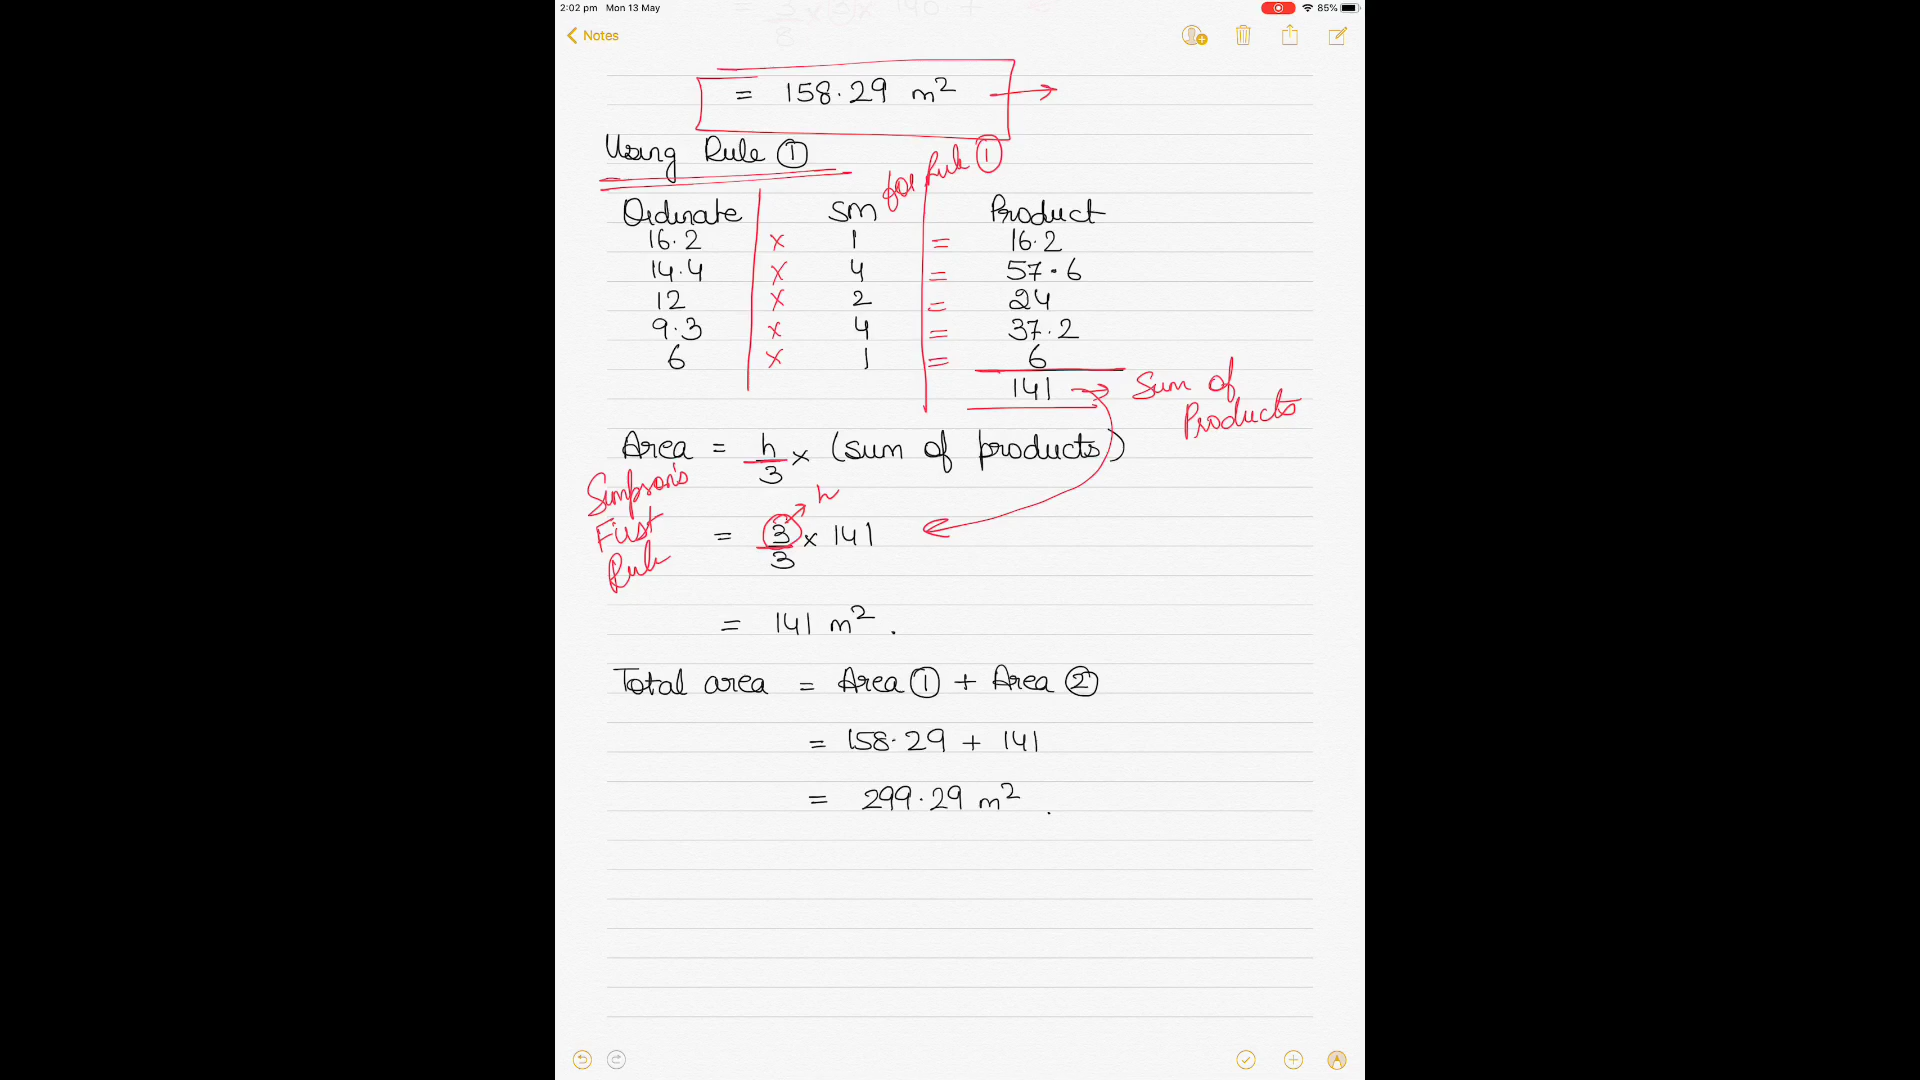 2:02 pm Mon 13 May 85%
Notes
= 158.29 m²
Using Rule ①
for Rule ①
Ordinate SM Product
16.2 × 1 = 16.2
14.4 × 4 = 57.6
12 × 2 = 24
9.3 × 4 = 37.2
6 × 1 = 6
141 → Sum of Products
Area = h/3 × (sum of products)
Simpson's First Rule
h
= 3/3 × 141
= 141 m².
Total area = Area ① + Area ②
= 158.29 + 141
= 299.29 m².